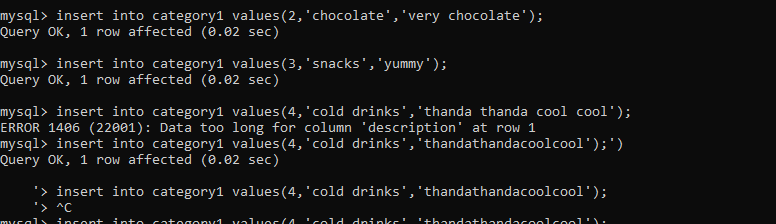 mysql> insert into category1 values(2,'chocolate','very chocolate');
Query OK, 1 row affected (0.02 sec)
mysql> insert into category1 values(3,'snacks','yummy');
Query OK, 1 row affected (0.02 sec)
mysql> insert into category1 values(4,'cold drinks','thanda thanda cool cool');
ERROR 1406 (22001): Data too long for column 'description' at row 1
mysql> insert into category1 values(4,'cold drinks','thandathandacoolcool');')
Query OK, 1 row affected (0.02 sec)
'> insert into category1 values(4,'cold drinks','thandathandacoolcool');
'> ^C
mysql> insert into category1 values(4,'cold drinks','thandathandacoolcool');